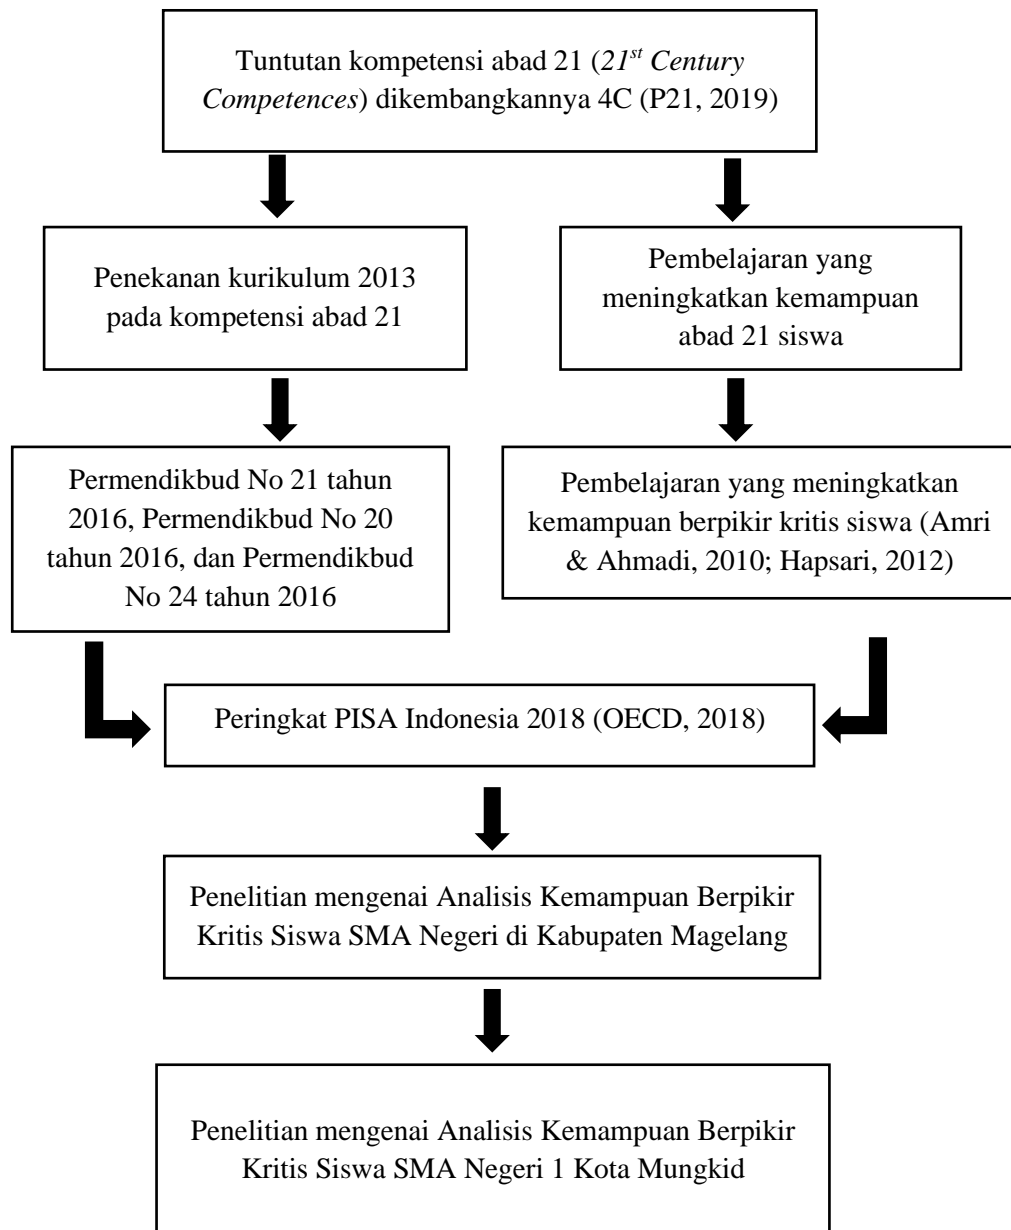 Tuntutan kompetensi abad 21 (21st Century
Competences) dikembangkannya 4C (P21, 2019)
Penekanan kurikulum 2013
pada kompetensi abad 21
Pembelajaran yang
meningkatkan kemampuan
abad 21 siswa
Permendikbud No 21 tahun
2016, Permendikbud No 20
tahun 2016, dan Permendikbud
No 24 tahun 2016
Pembelajaran yang meningkatkan
kemampuan berpikir kritis siswa (Amri
& Ahmadi, 2010; Hapsari, 2012)
Peringkat PISA Indonesia 2018 (OECD, 2018)
Penelitian mengenai Analisis Kemampuan Berpikir
Kritis Siswa SMA Negeri di Kabupaten Magelang
Penelitian mengenai Analisis Kemampuan Berpikir
Kritis Siswa SMA Negeri 1 Kota Mungkid